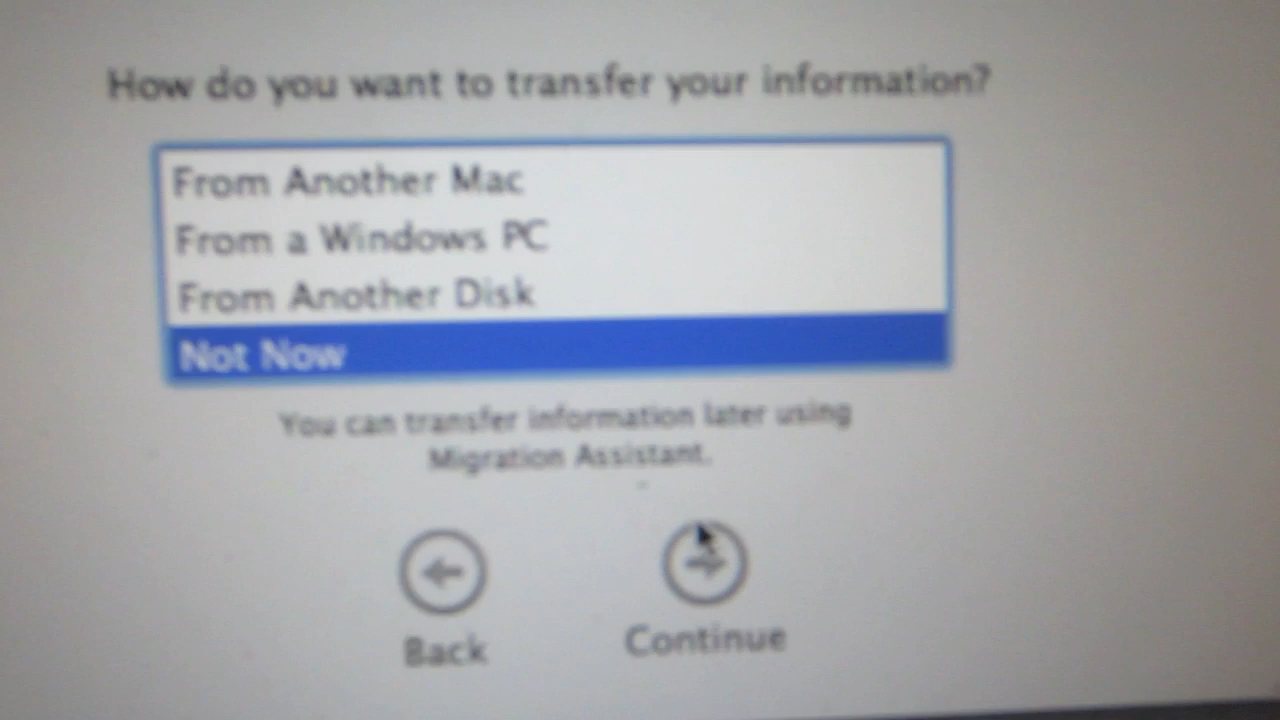 How do you want to transfer your information?
From Another Mac
From a Windows PC
From Another Disk
Not Now
You can transfer information later using
Migration Assistant.
Back
Continue